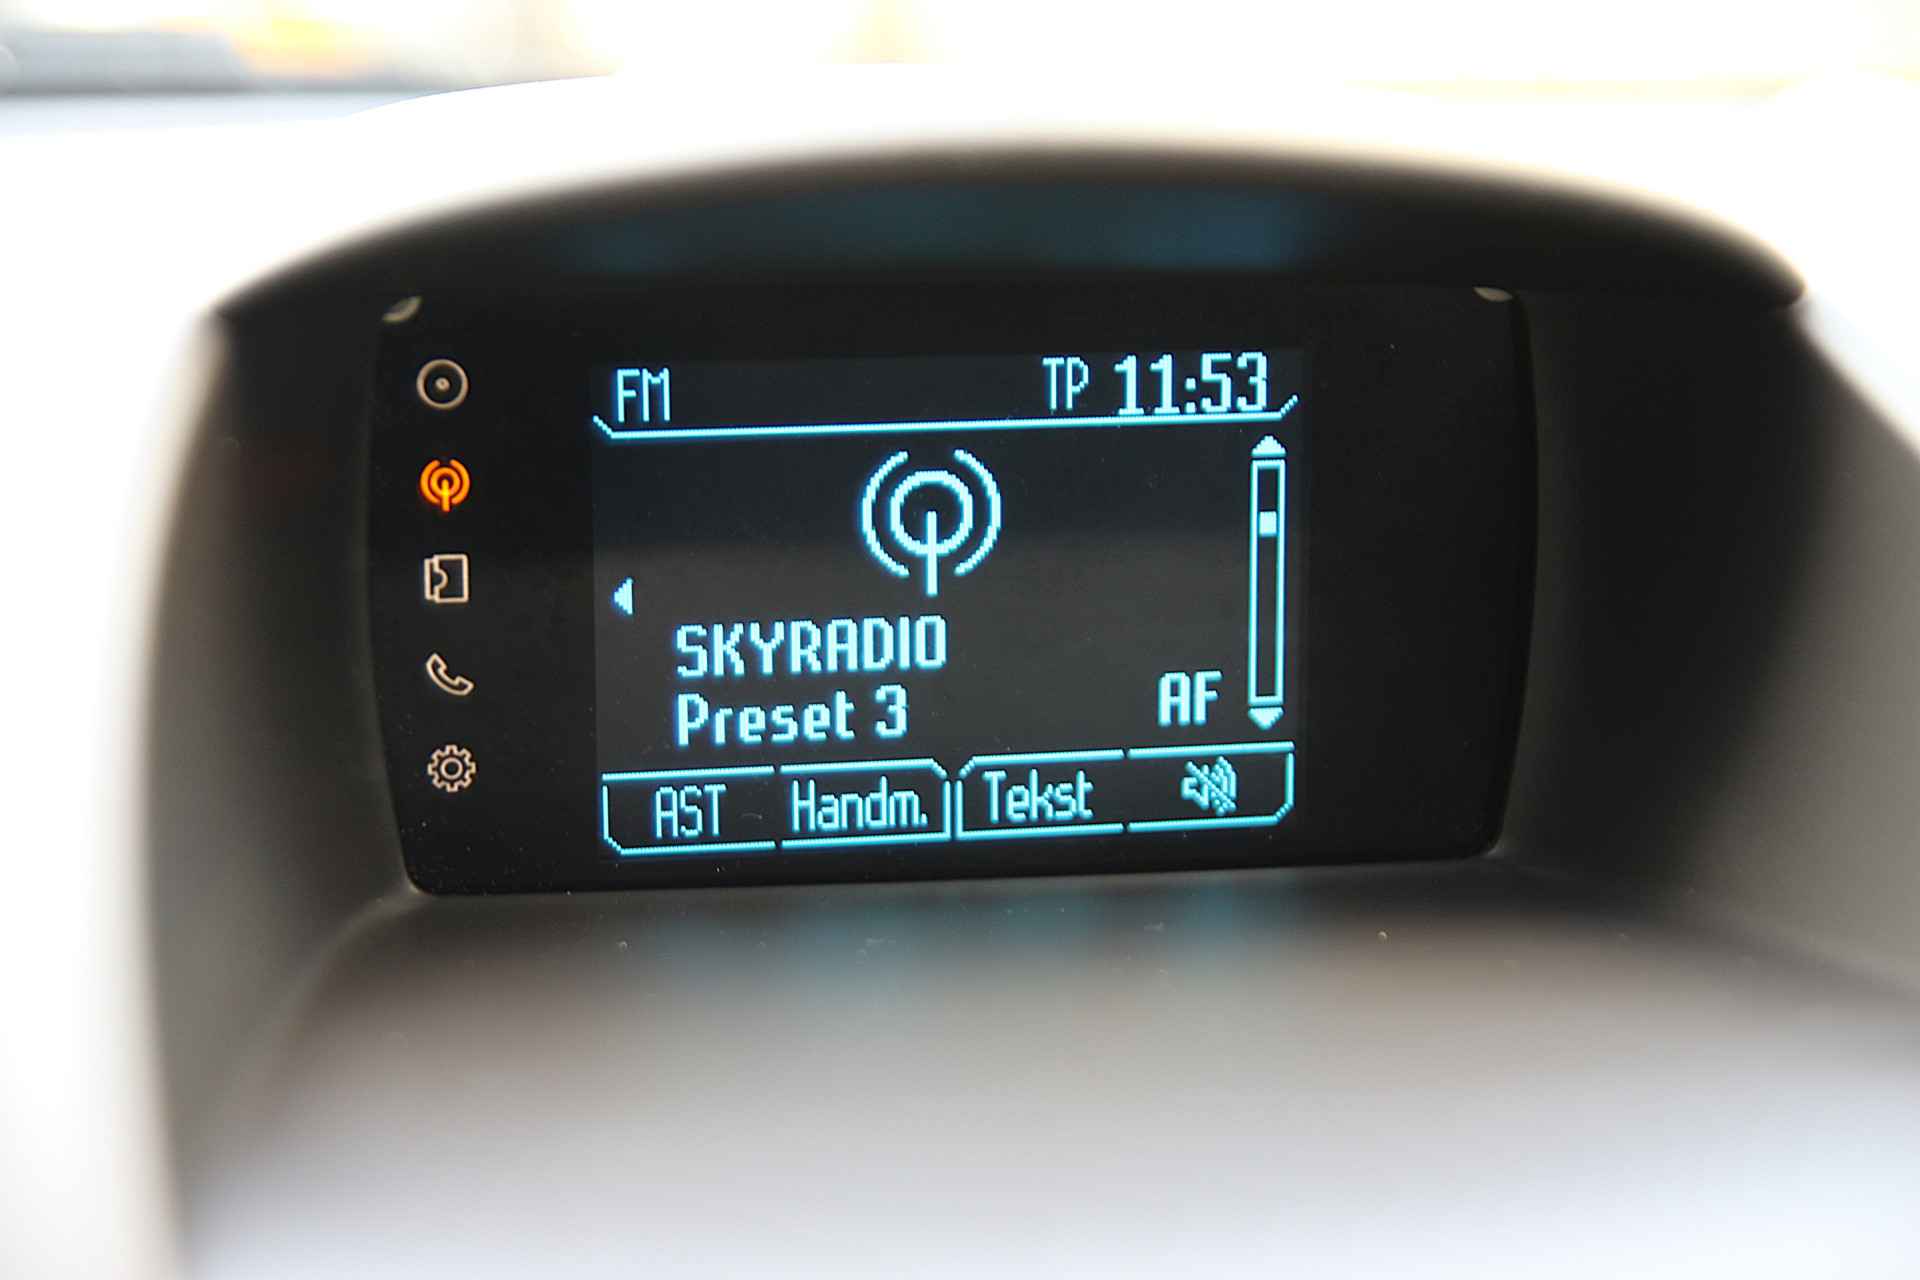 FM TP 11:53
SKYRADIO
Preset 3 AF
AST Handm. Tekst